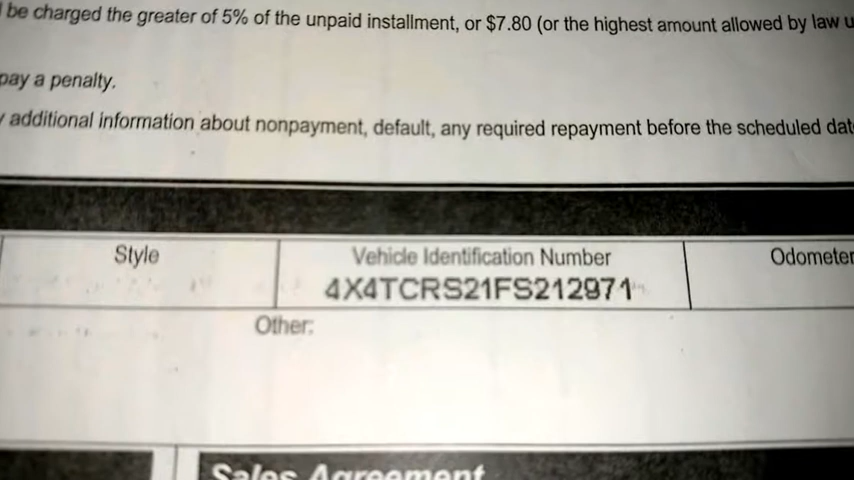 be charged the greater of 5% of the unpaid installment, or $7.80 (or the highest amount allowed by law
pay a penalty.
additional information about nonpayment, default, any required repayment before the scheduled dat
Style
Vehicle Identification Number
Odometer
4X4TCRS21FS212971
Other:
Sales Agreement